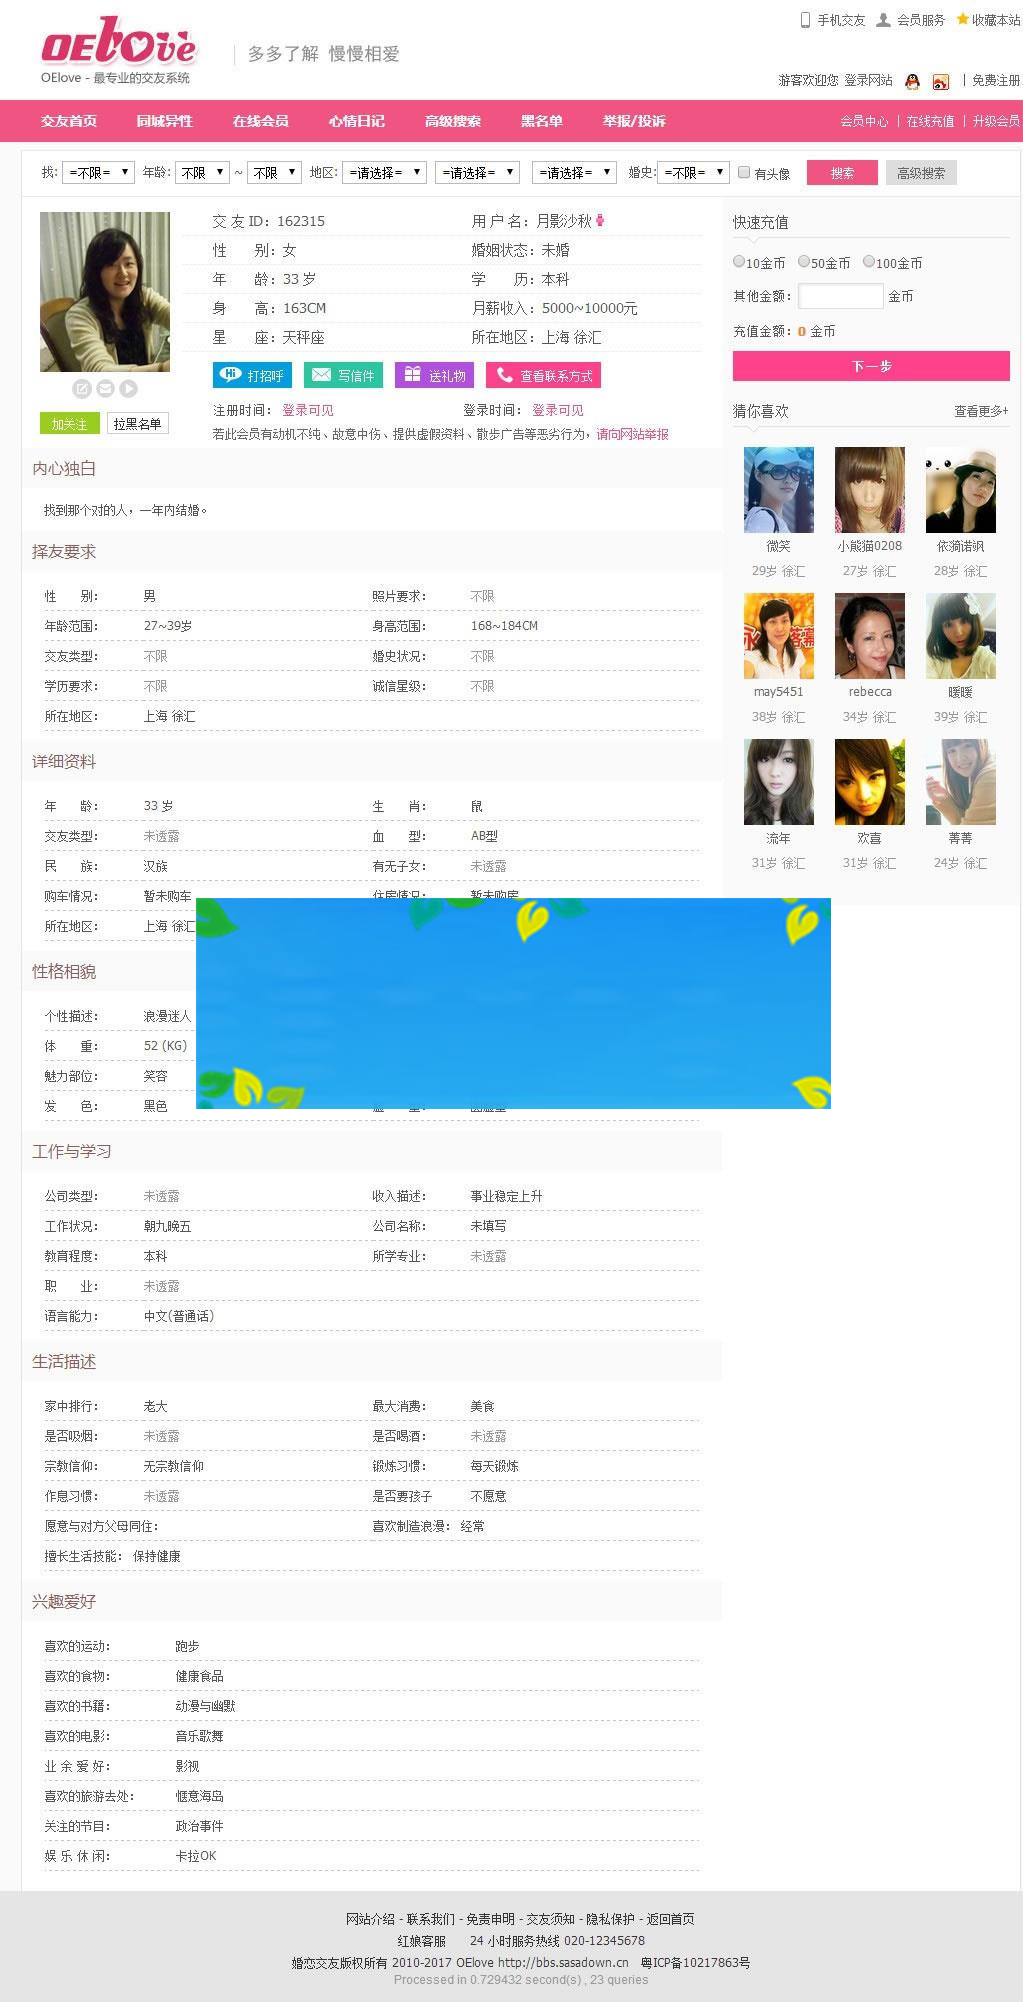 手机交友 会员服务 收藏本站
OElove
多多了解 慢慢相爱
OElove - 最专业的交友系统
游客欢迎您 登录网站 | 免费注册
交友首页 同城异性 在线会员 心情日记 高级搜索 黑名单 举报/投诉 会员中心 | 在线充值 | 升级会员
找: =不限= 年龄: 不限 ~ 不限 地区: =请选择= =请选择= =请选择= 婚史: =不限= 有头像 搜索 高级搜索
交 友 ID：162315 用 户 名：月影沙秋
性 别：女 婚姻状态：未婚
年 龄：33 岁 学 历：本科
身 高：163CM 月薪收入：5000~10000元
星 座：天秤座 所在地区：上海 徐汇
Hi 打招呼 写信件 送礼物 查看联系方式
加关注 拉黑名单
注册时间： 登录可见 登录时间： 登录可见
若此会员有动机不纯、故意中伤、提供虚假资料、散步广告等恶劣行为，请向网站举报
快速充值
10金币 50金币 100金币
其他金额： 金币
充值金额：0 金币
下一步
猜你喜欢 查看更多+
微笑 小熊猫0208 依漪诺飒
29岁 徐汇 27岁 徐汇 28岁 徐汇
may5451 rebecca 暖暖
38岁 徐汇 34岁 徐汇 39岁 徐汇
流年 欢喜 菁菁
31岁 徐汇 31岁 徐汇 24岁 徐汇
内心独白
找到那个对的人，一年内结婚。
择友要求
性 别： 男 照片要求： 不限
年龄范围： 27~39岁 身高范围： 168~184CM
交友类型： 不限 婚史状况： 不限
学历要求： 不限 诚信星级： 不限
所在地区： 上海 徐汇
详细资料
年 龄： 33 岁 生 肖： 鼠
交友类型： 未透露 血 型： AB型
民 族： 汉族 有无子女： 未透露
购车情况： 暂未购车 住房情况： 暂未购房
所在地区： 上海 徐汇
性格相貌
个性描述： 浪漫迷人
体 重： 52 (KG)
魅力部位： 笑容
发 色： 黑色
工作与学习
公司类型： 未透露 收入描述： 事业稳定上升
工作状况： 朝九晚五 公司名称： 未填写
教育程度： 本科 所学专业： 未透露
职 业： 未透露
语言能力： 中文(普通话)
生活描述
家中排行： 老大 最大消费： 美食
是否吸烟： 未透露 是否喝酒： 未透露
宗教信仰： 无宗教信仰 锻炼习惯： 每天锻炼
作息习惯： 未透露 是否要孩子 不愿意
愿意与对方父母同住： 喜欢制造浪漫： 经常
擅长生活技能： 保持健康
兴趣爱好
喜欢的运动： 跑步
喜欢的食物： 健康食品
喜欢的书籍： 动漫与幽默
喜欢的电影： 音乐歌舞
业 余 爱 好： 影视
喜欢的旅游去处： 惬意海岛
关注的节目： 政治事件
娱 乐 休 闲： 卡拉OK
网站介绍 - 联系我们 - 免责申明 - 交友须知 - 隐私保护 - 返回首页
红娘客服 24 小时服务热线 020-12345678
婚恋交友版权所有 2010-2017 OElove http://bbs.sasadown.cn 粤ICP备10217863号
Processed in 0.729432 second(s) , 23 queries